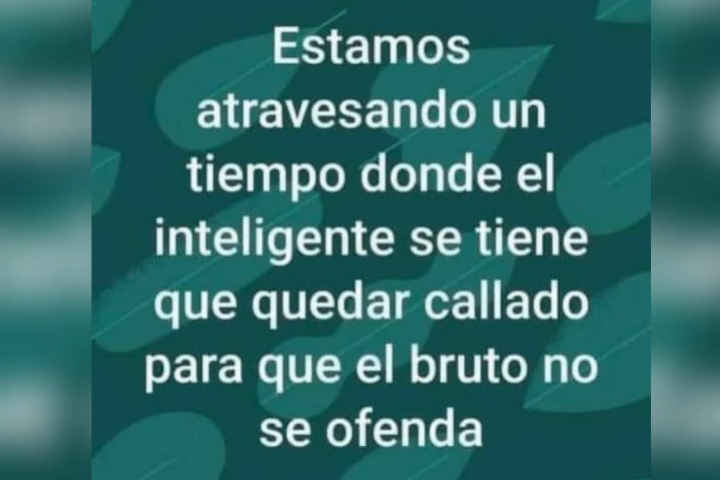 Estamos
atravesando un
tiempo donde el
inteligente se tiene
que quedar callado
para que el bruto no
se ofenda